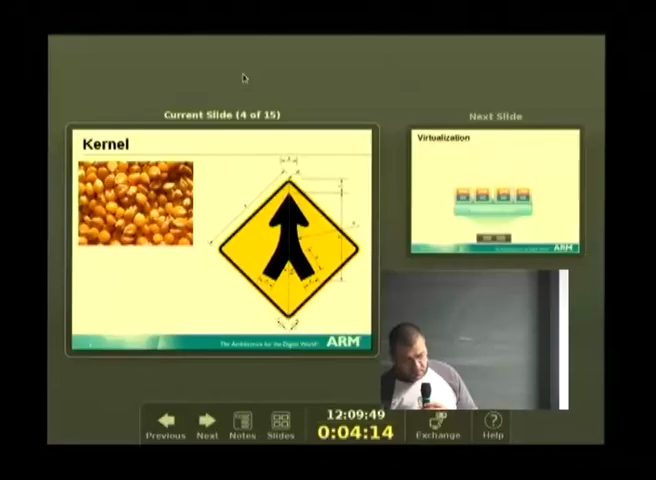 Current Slide (4 of 15)
Next Slide
Kernel
Virtualization
The Architecture for the Digital World®
ARM
ARM
Previous
Next
Notes
Slides
12:09:49
0:04:14
Exchange
Help